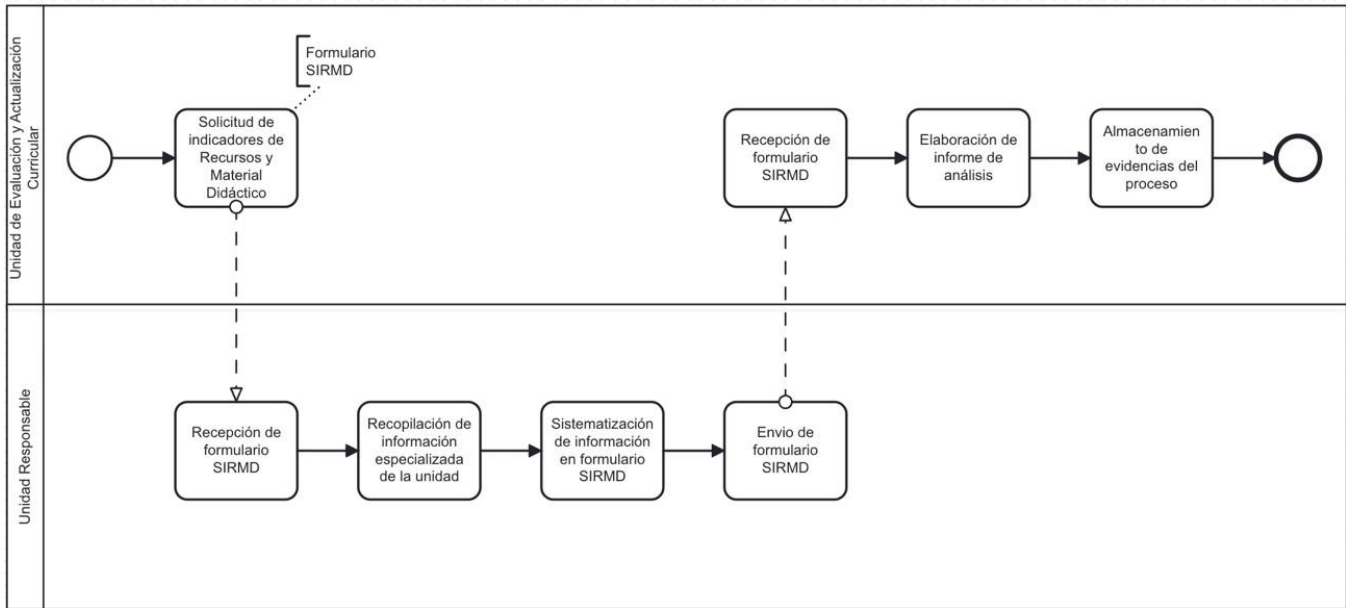 Unidad de Evaluación y Actualización
Curricular
Formulario
SIRMD
Solicitud de
indicadores de
Recursos y
Material
Didáctico
Recepción de
formulario
SIRMD
Elaboración de
informe de
análisis
Almacenamien
to de
evidencias del
proceso
Unidad Responsable
Recepción de
formulario
SIRMD
Recopilación de
información
especializada
de la unidad
Sistematización
de información
en formulario
SIRMD
Envio de
formulario
SIRMD